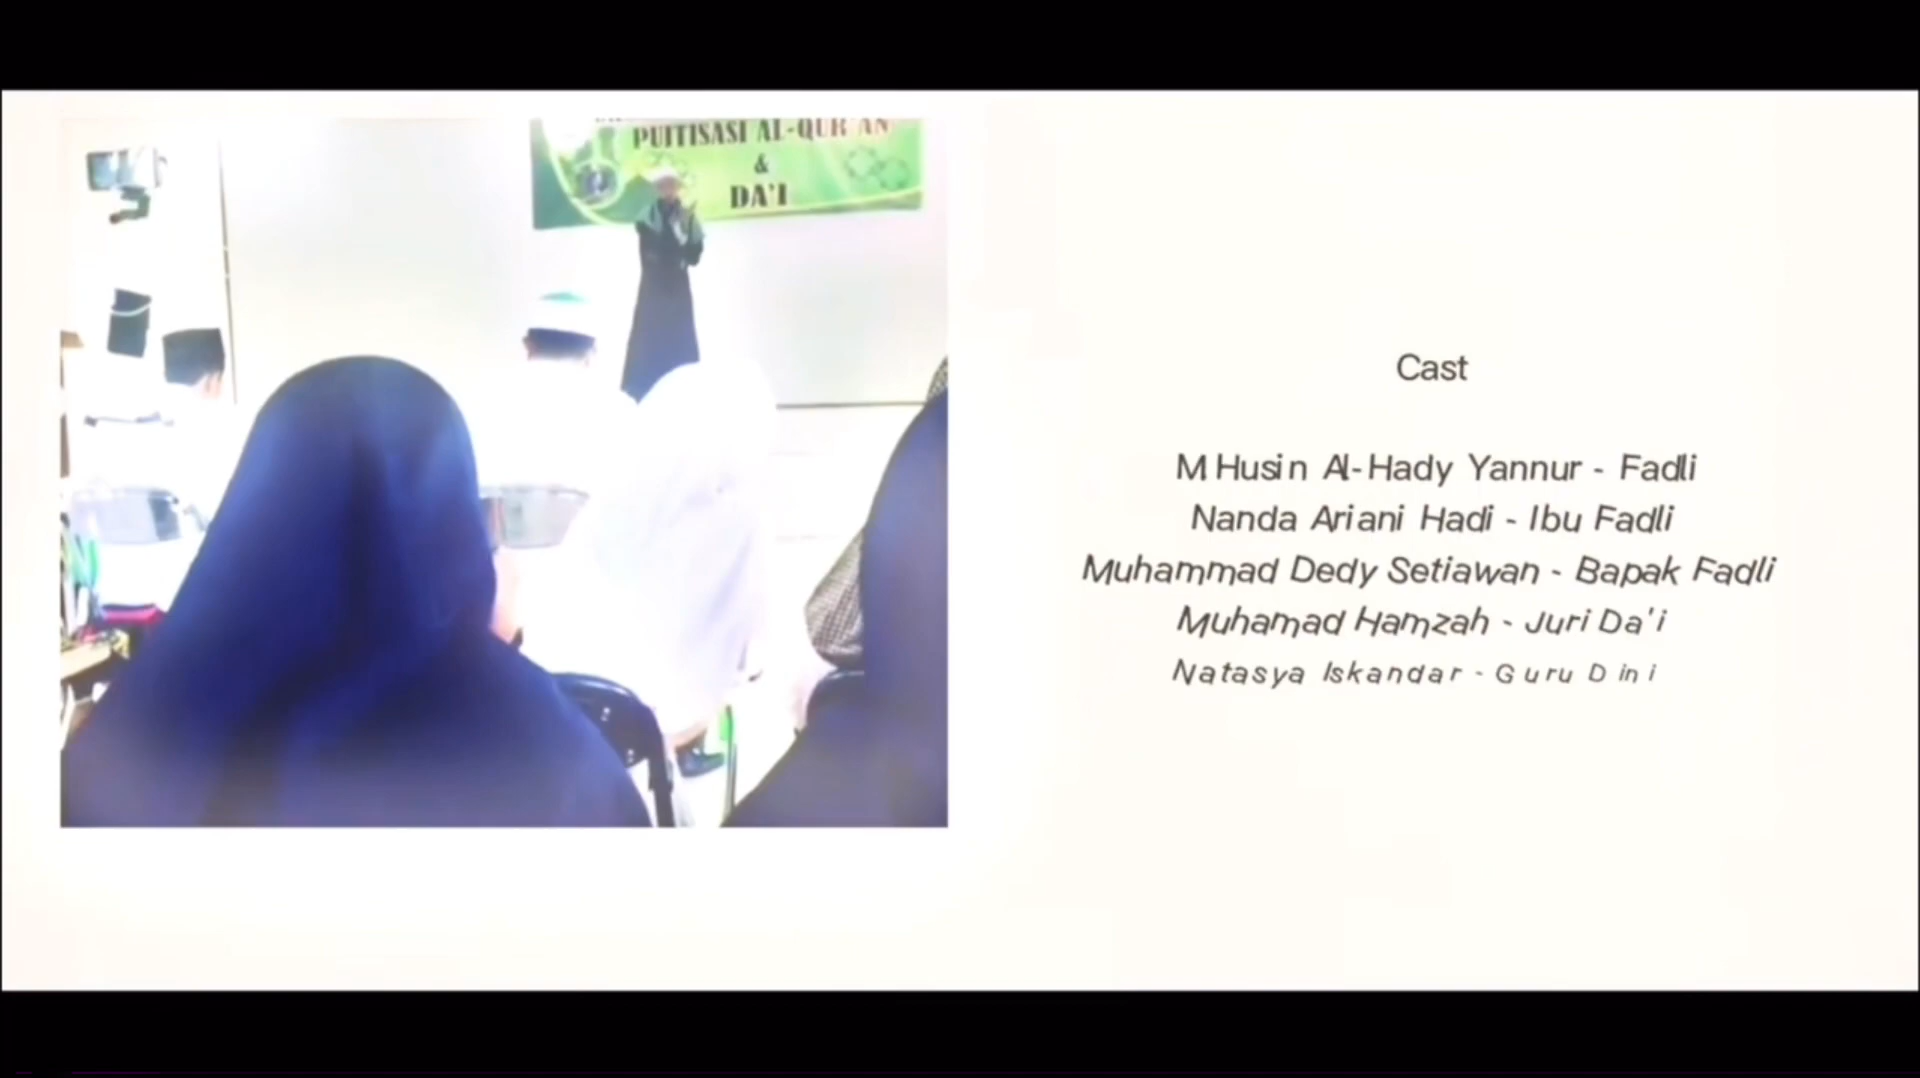 PUITISASI AL-QUR'AN
&
DA'I
Cast
M.Husin Al-Hady Yannur - Fadli
Nanda Ariani Hadi - Ibu Fadli
Muhammad Dedy Setiawan - Bapak Fadli
Muhamad Hamzah - Juri Da'i
Natasya Iskandar - Guru Dini